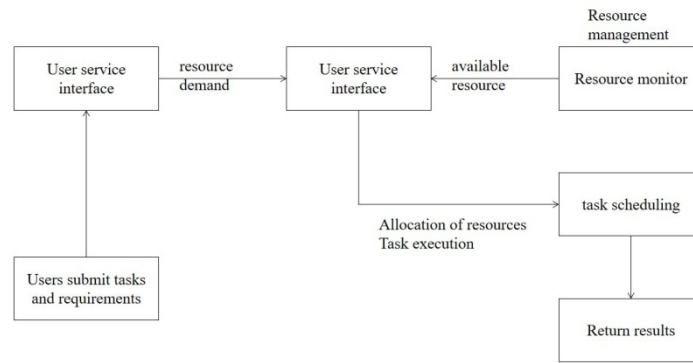 Resource
management
User service
interface
resource
demand
User service
interface
available
resource
Resource monitor
Allocation of resources
Task execution
task scheduling
Users submit tasks
and requirements
Return results